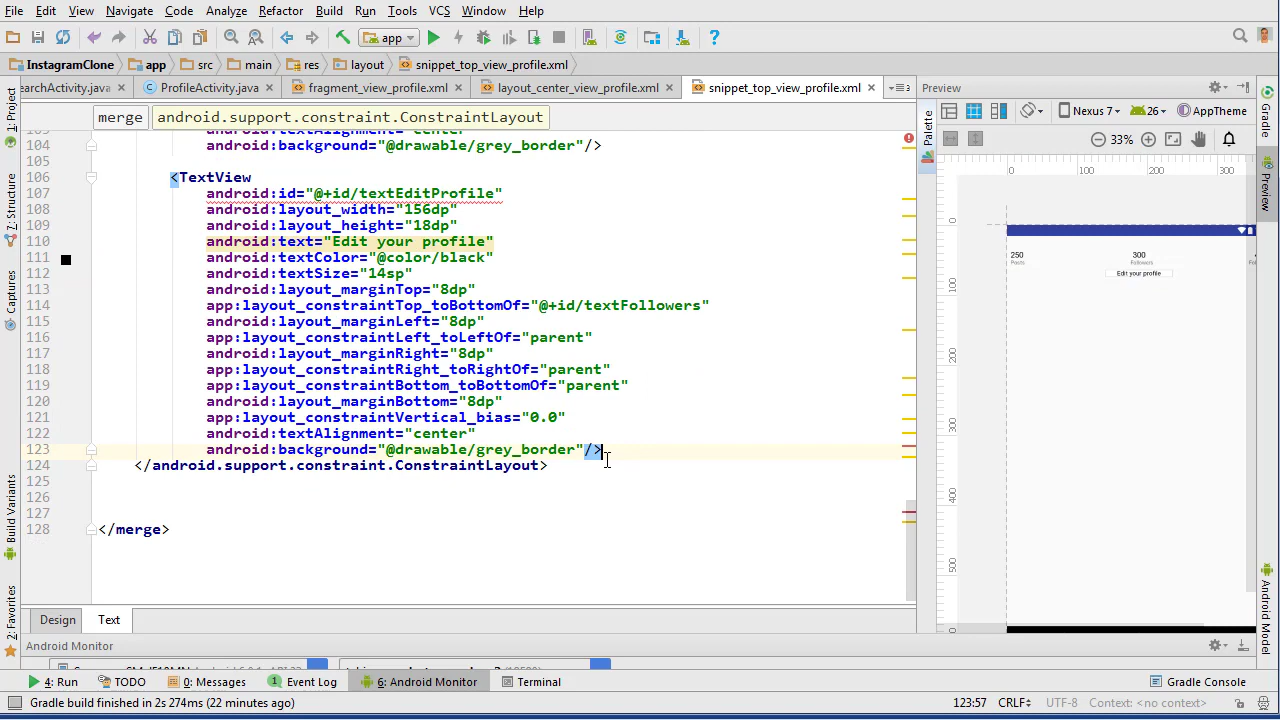 File Edit View Navigate Code Analyze Refactor Build Run Tools VCS Window Help
app
InstagramClone app src main res layout snippet_top_view_profile.xml
earchActivity.java ProfileActivity.java fragment_view_profile.xml layout_center_view_profile.xml snippet_top_view_profile.xml
Preview
merge android.support.constraint.ConstraintLayout
Nexus 7 26 AppTheme
33%
104 android:background="@drawable/grey_border"/>
105
106 <TextView
107 android:id="@+id/textEditProfile"
108 android:layout_width="156dp"
109 android:layout_height="18dp"
110 android:text="Edit your profile"
111 android:textColor="@color/black"
112 android:textSize="14sp"
113 android:layout_marginTop="8dp"
114 app:layout_constraintTop_toBottomOf="@+id/textFollowers"
115 android:layout_marginLeft="8dp"
116 app:layout_constraintLeft_toLeftOf="parent"
117 android:layout_marginRight="8dp"
118 app:layout_constraintRight_toRightOf="parent"
119 app:layout_constraintBottom_toBottomOf="parent"
120 android:layout_marginBottom="8dp"
121 app:layout_constraintVertical_bias="0.0"
122 android:textAlignment="center"
123 android:background="@drawable/grey_border"/>
124 </android.support.constraint.ConstraintLayout>
125
126
127
128 </merge>
1: Project
7: Structure
Captures
Build Variants
2: Favorites
Palette
0 100 200 300
0
100
200
300
400
500
250 300
Posts Followers
Edit your profile
Gradle
Preview
Android Model
Design Text
Android Monitor
4: Run TODO 0: Messages 1 Event Log 6: Android Monitor Terminal Gradle Console
Gradle build finished in 2s 274ms (22 minutes ago) 123:57 CRLF UTF-8 Context: <no context>